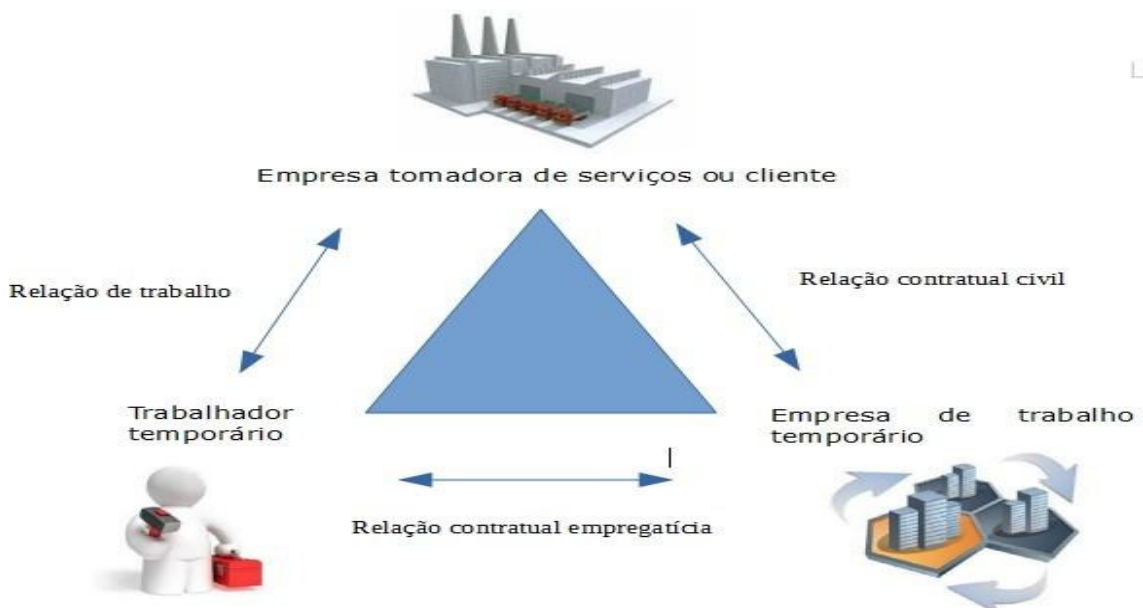 Empresa tomadora de serviços ou cliente
Relação de trabalho
Relação contratual civil
Trabalhador
temporário
Empresa de trabalho
temporário
Relação contratual empregatícia